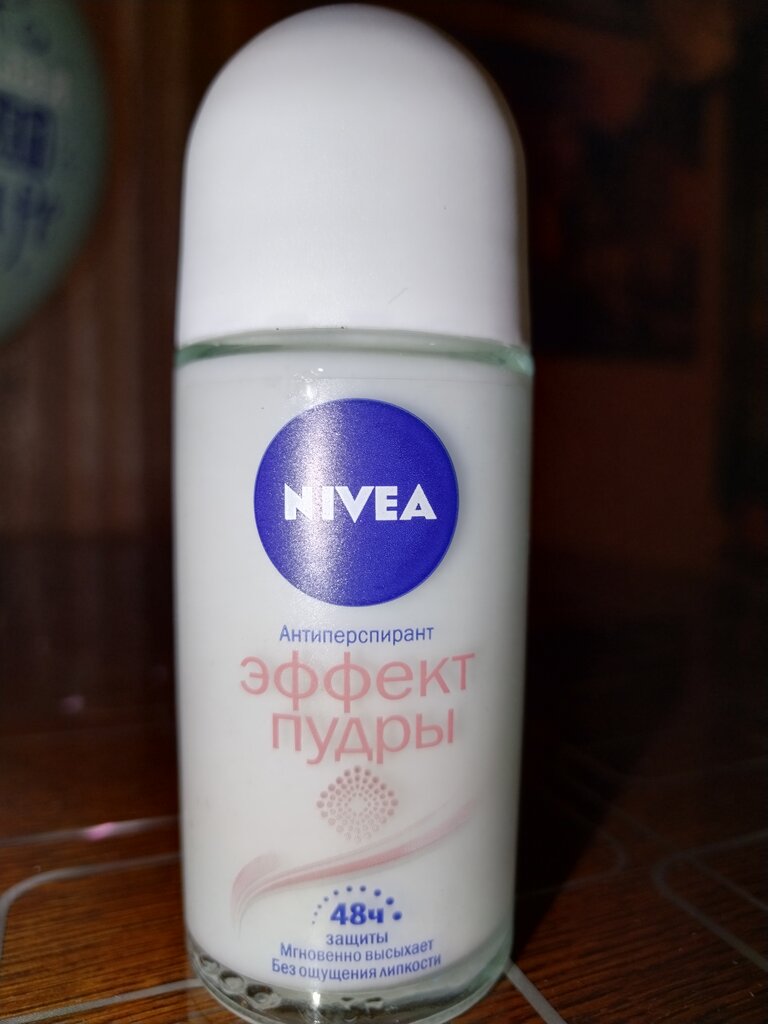 NIVEA
Антиперспирант
эффект
пудры
48ч
защиты
Мгновенно высыхает
Без ощущения липкости